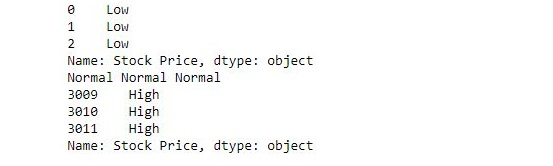 0    Low
1    Low
2    Low
Name: Stock Price, dtype: object
Normal Normal Normal
3009    High
3010    High
3011    High
Name: Stock Price, dtype: object